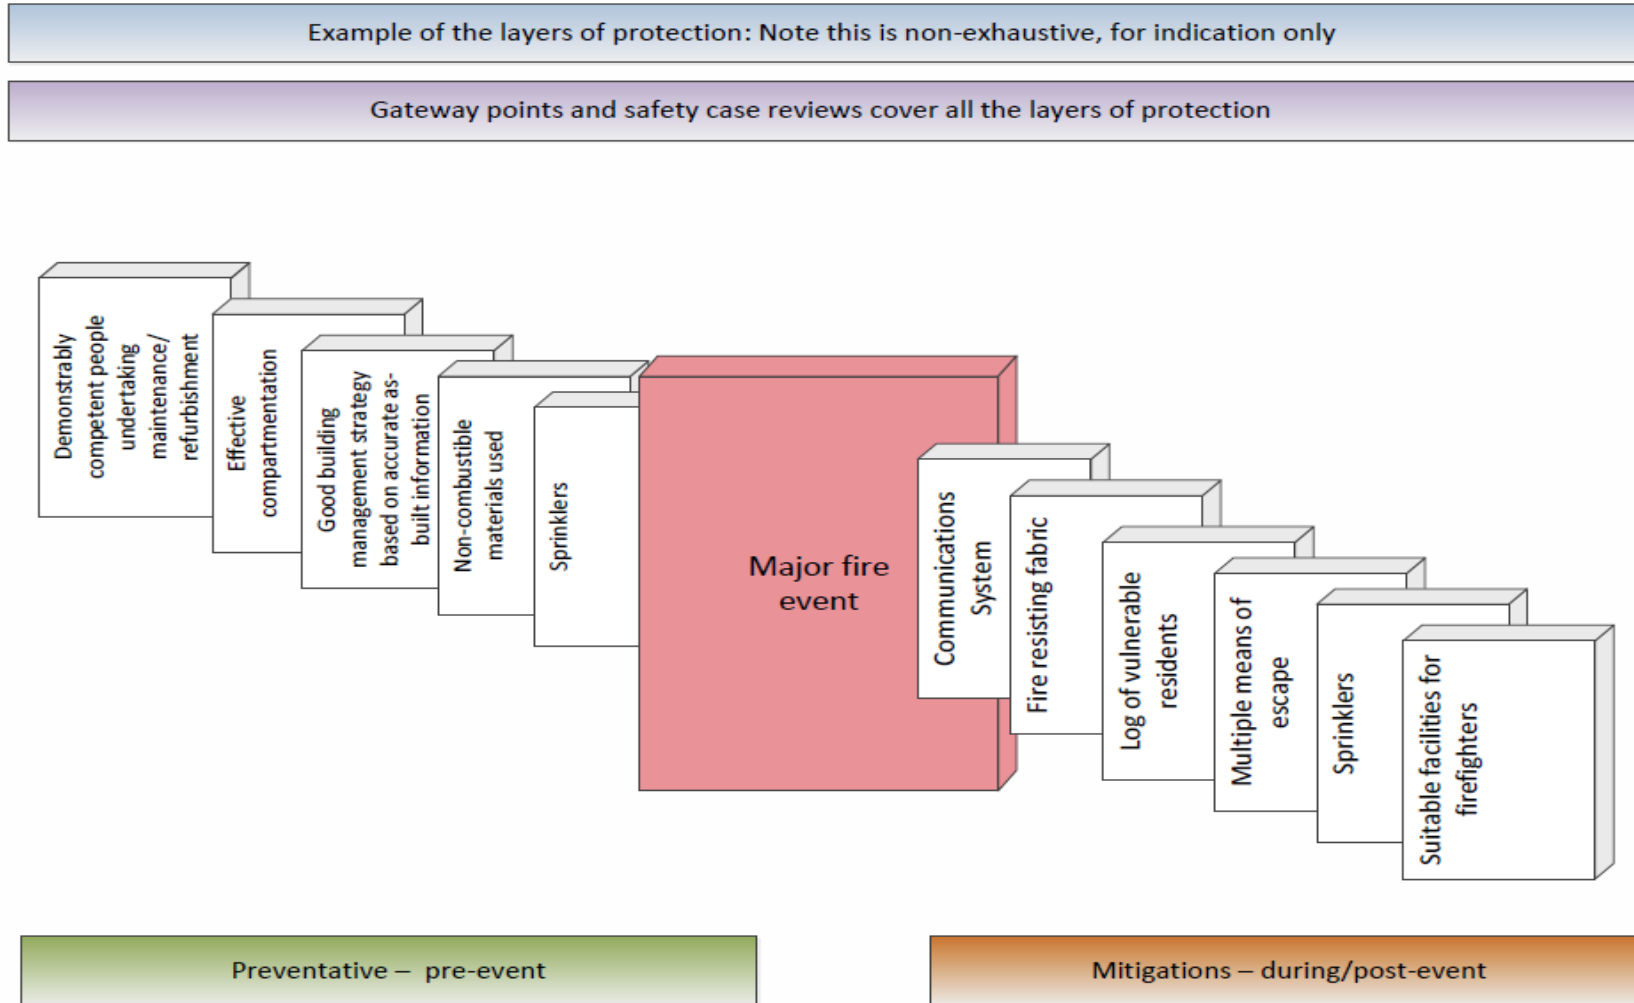 Example of the layers of protection: Note this is non-exhaustive, for indication only
Gateway points and safety case reviews cover all the layers of protection
Demonstrably
competent people
undertaking
maintenance/
refurbishment
Effective
compartmentation
Good building
management strategy
based on accurate as-
built information
Non-combustible
materials used
Sprinklers
Major fire
event
Communications
System
Fire resisting fabric
Log of vulnerable
residents
Multiple means of
escape
Sprinklers
Suitable facilities for
firefighters
Preventative – pre-event
Mitigations – during/post-event